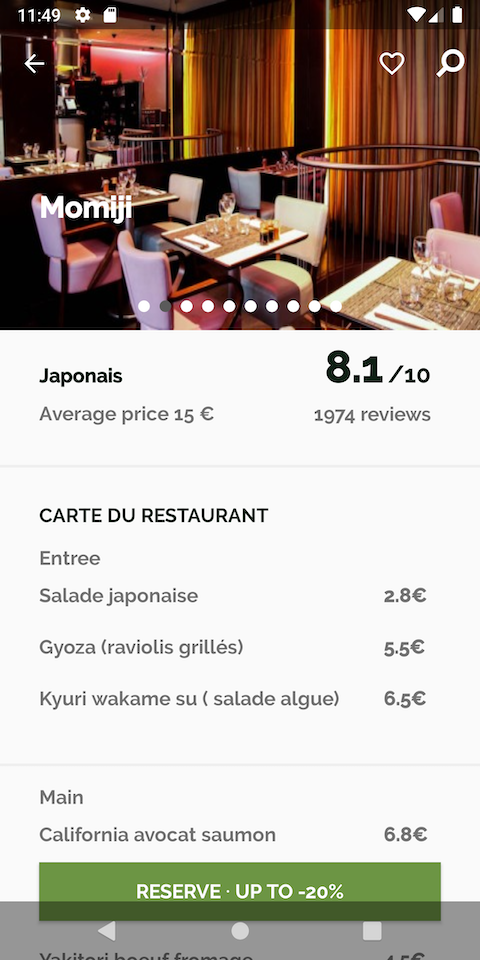 11:49
Momiji
Japonais
8.1 /10
Average price 15 €
1974 reviews
CARTE DU RESTAURANT
Entree
Salade japonaise 2.8€
Gyoza (raviolis grillés) 5.5€
Kyuri wakame su ( salade algue) 6.5€
Main
California avocat saumon 6.8€
RESERVE · UP TO -20%
Yakitori boeuf fromage 4.5€